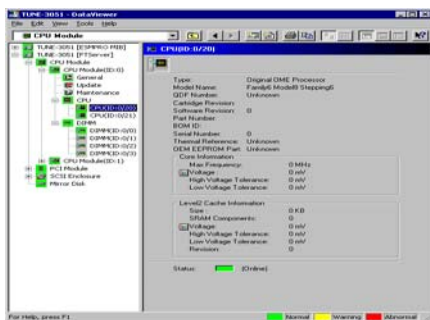 TUNE-3051 - DataViewer
File Edit View Tools Help
CPU Module
CPU(ID:0/20)
TUNE-3051 [ESMPRO MIB]
TUNE-3051 [FTServer]
CPU Module
CPU Module(ID:0)
General
Update
Maintenance
CPU
CPU(ID:0/20)
CPU(ID:0/21)
DIMM
DIMM(ID:0/0)
DIMM(ID:0/1)
DIMM(ID:0/2)
DIMM(ID:0/3)
CPU Module(ID:1)
PCI Module
SCSI Enclosure
Mirror Disk
Type: Original OME Processor
Model Name: Family6 Model8 Stepping6
QDF Number: Unknown
Cartridge Revision:
Software Revision: 0
Part Number:
BOM ID:
Serial Number: 0
Thermal Reference: Unknown
OEM EEPROM Part: Unknown
Core Information
Max Frequency: 0 MHz
Voltage : 0 mV
High Voltage Tolerance: 0 mV
Low Voltage Tolerance: 0 mV
Level2 Cache Information
Size : 0 KB
SRAM Components: 0
Voltage: 0 mV
High Voltage Tolerance: 0 mV
Low Voltage Tolerance: 0 mV
Revision: 0
Status: (Online)
For Help, press F1
Normal Warning Abnormal